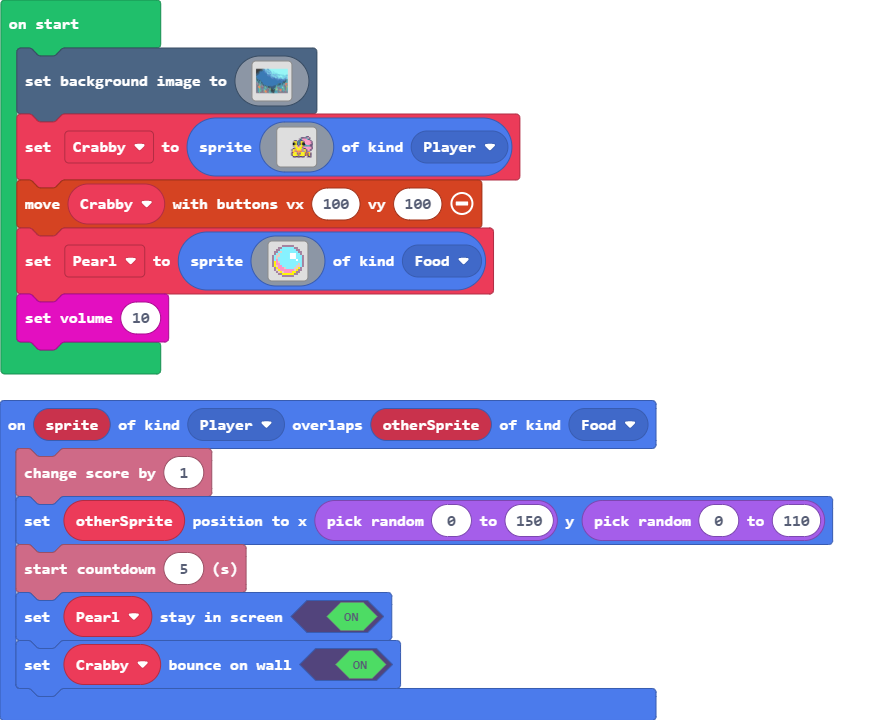 on start
set background image to
set Crabby to sprite of kind Player
move Crabby with buttons vx 100 vy 100
set Pearl to sprite of kind Food
set volume 10
on sprite of kind Player overlaps otherSprite of kind Food
change score by 1
set otherSprite position to x pick random 0 to 150 y pick random 0 to 110
start countdown 5 (s)
set Pearl stay in screen ON
set Crabby bounce on wall ON